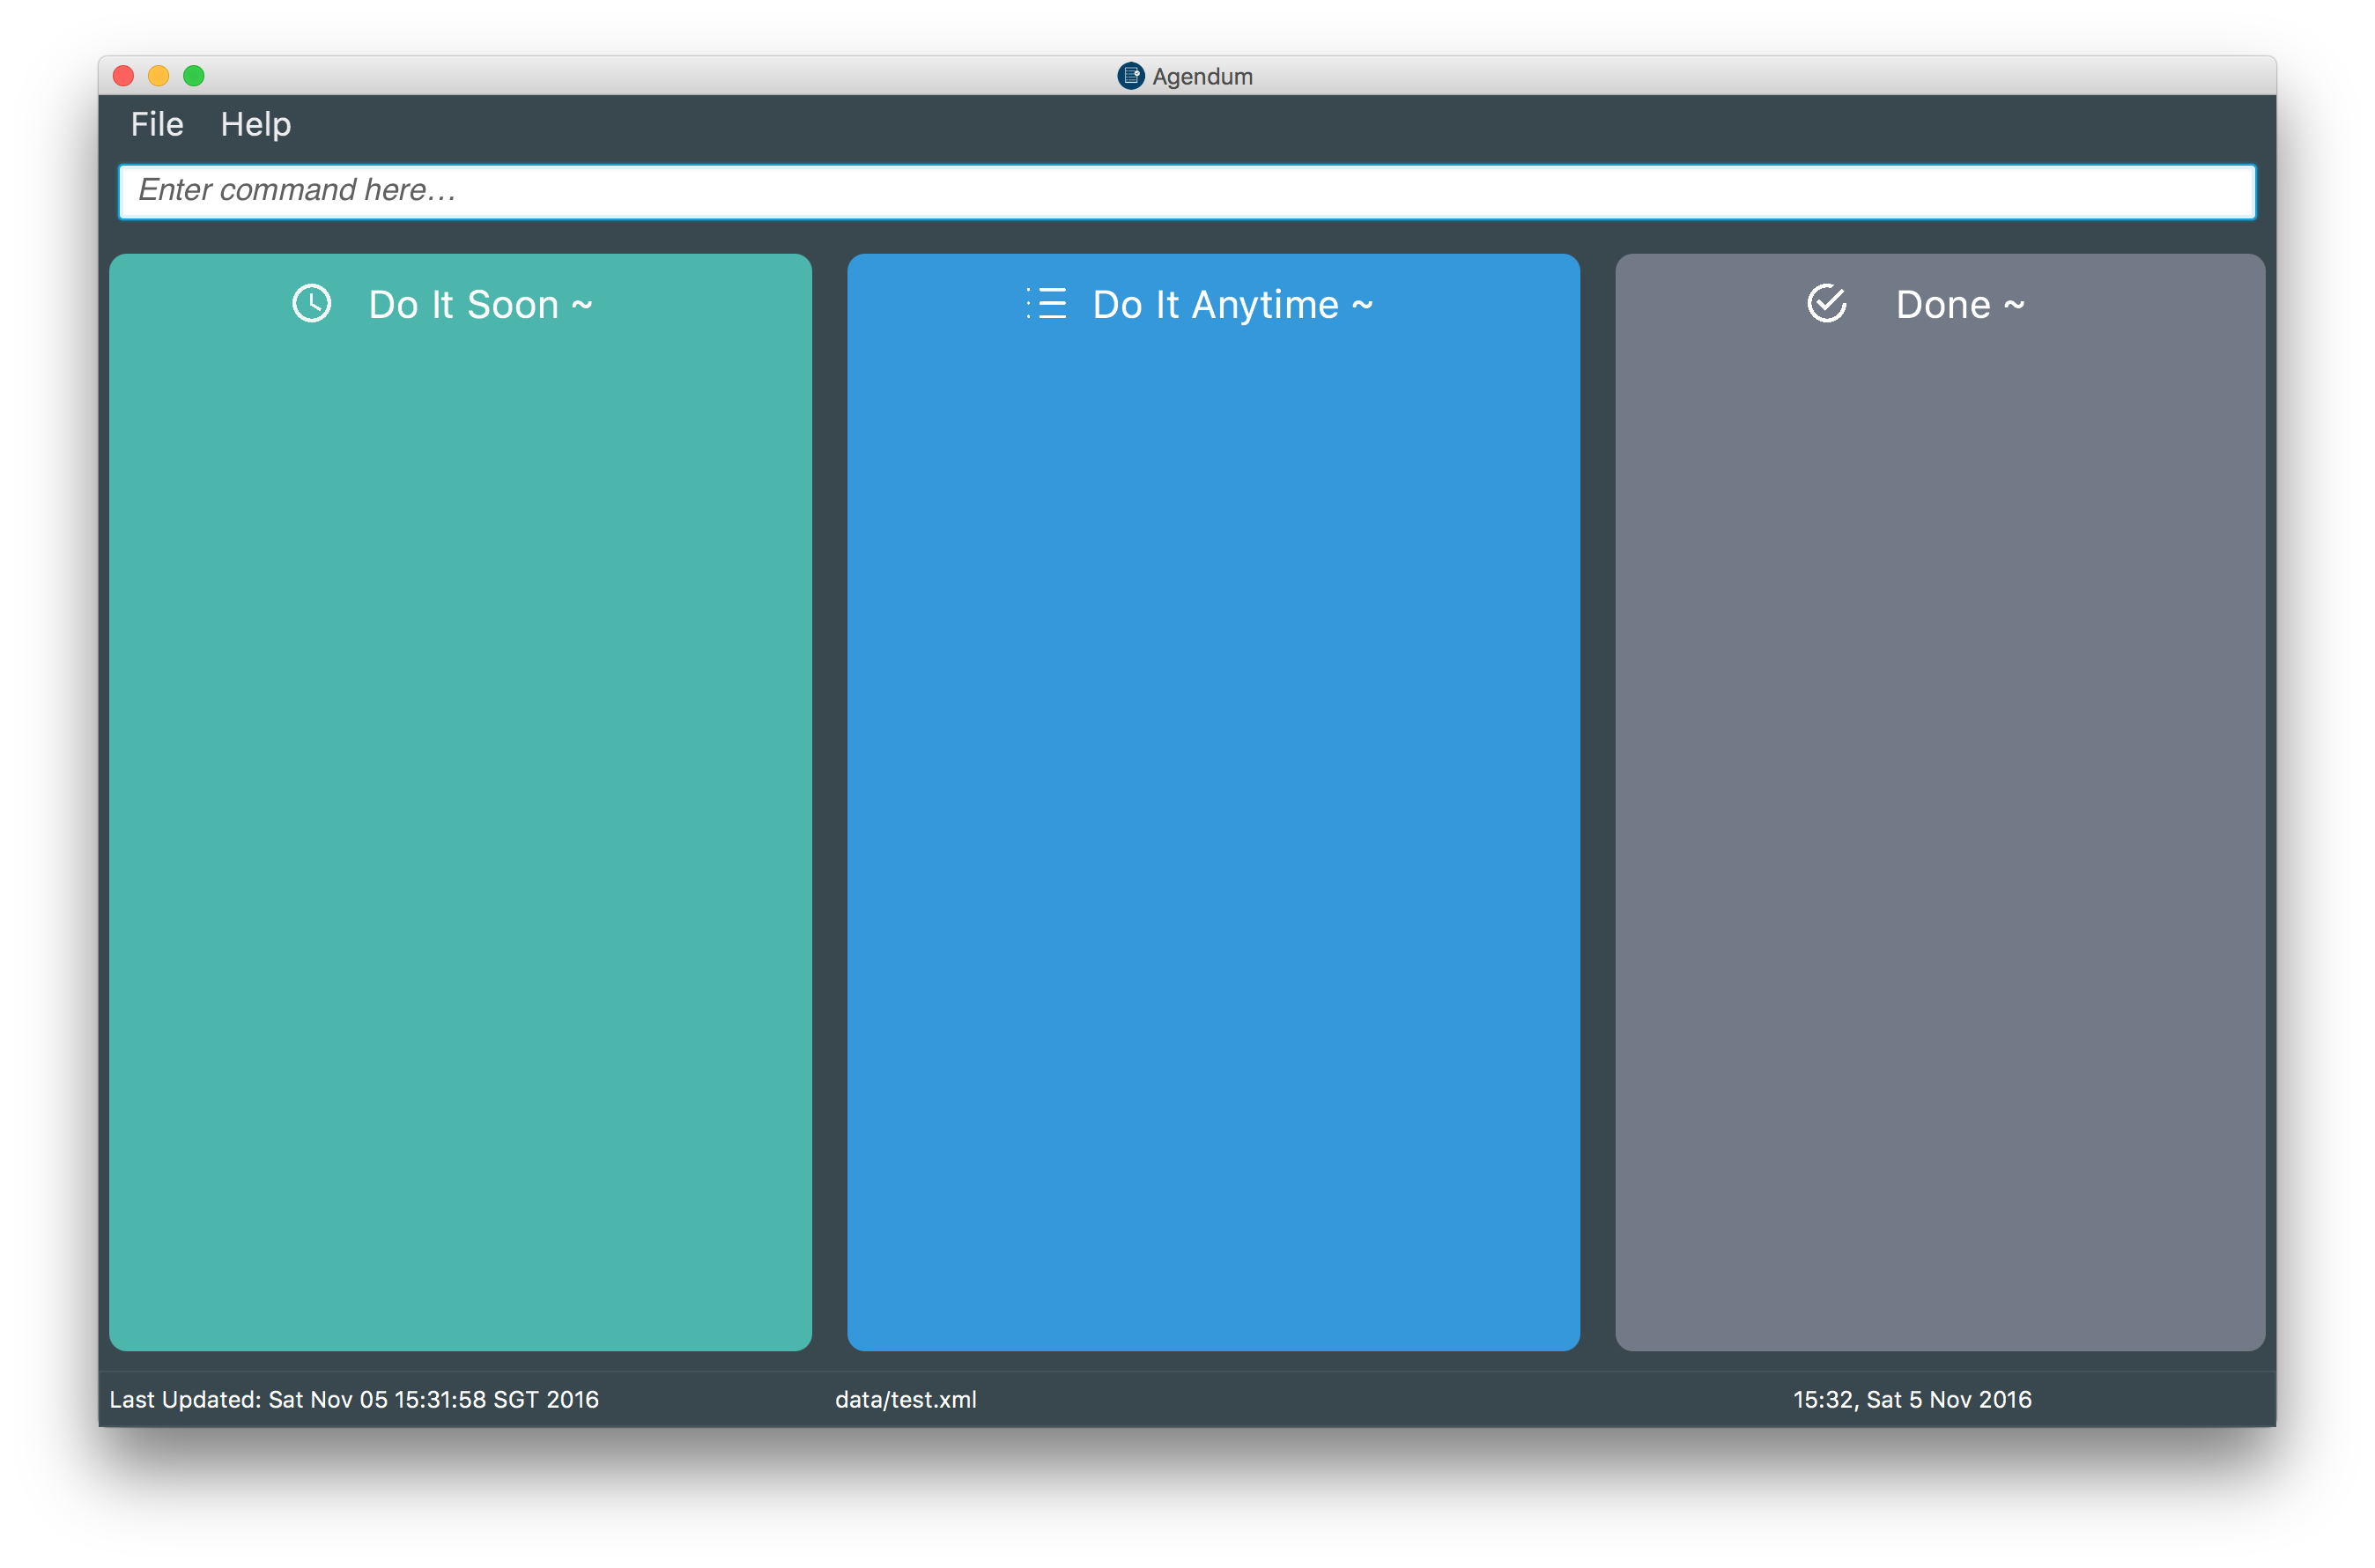 Agendum
File Help
Enter command here…
Do It Soon ~
Do It Anytime ~
Done ~
Last Updated: Sat Nov 05 15:31:58 SGT 2016
data/test.xml
15:32, Sat 5 Nov 2016